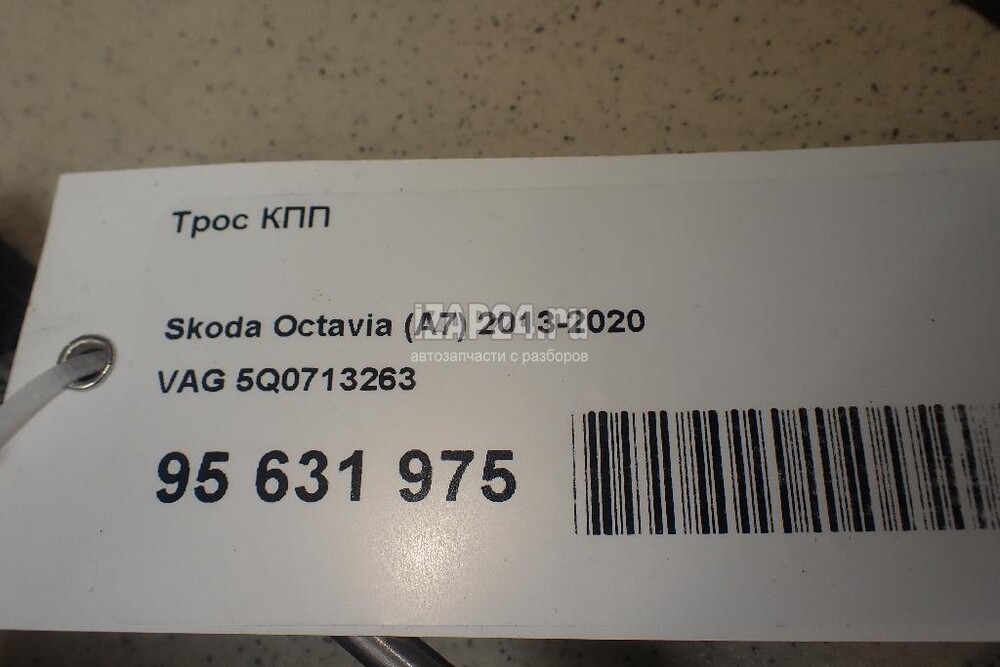 Трос КПП
Skoda Octavia (A7) 2013-2020
iZAP24.ru
автозапчасти с разборов
VAG 5Q0713263
95 631 975